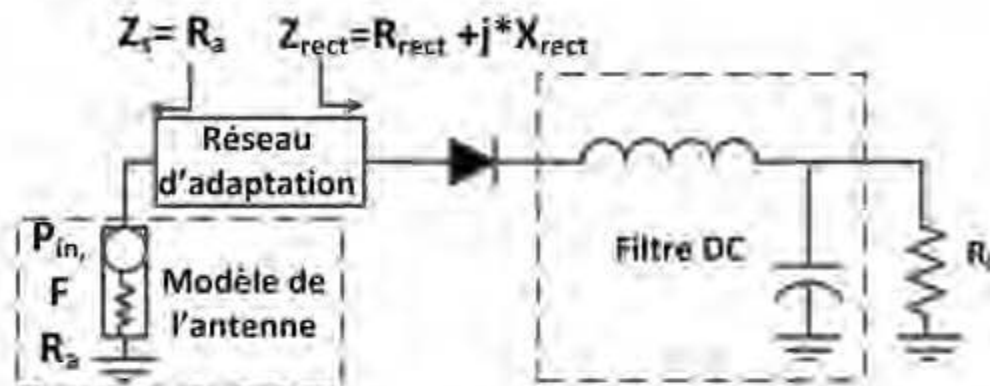 Zs= Ra Zrect=Rrect +j*Xrect
Réseau
d'adaptation
Pin,
F
Ra
Modèle de
l'antenne
Filtre DC